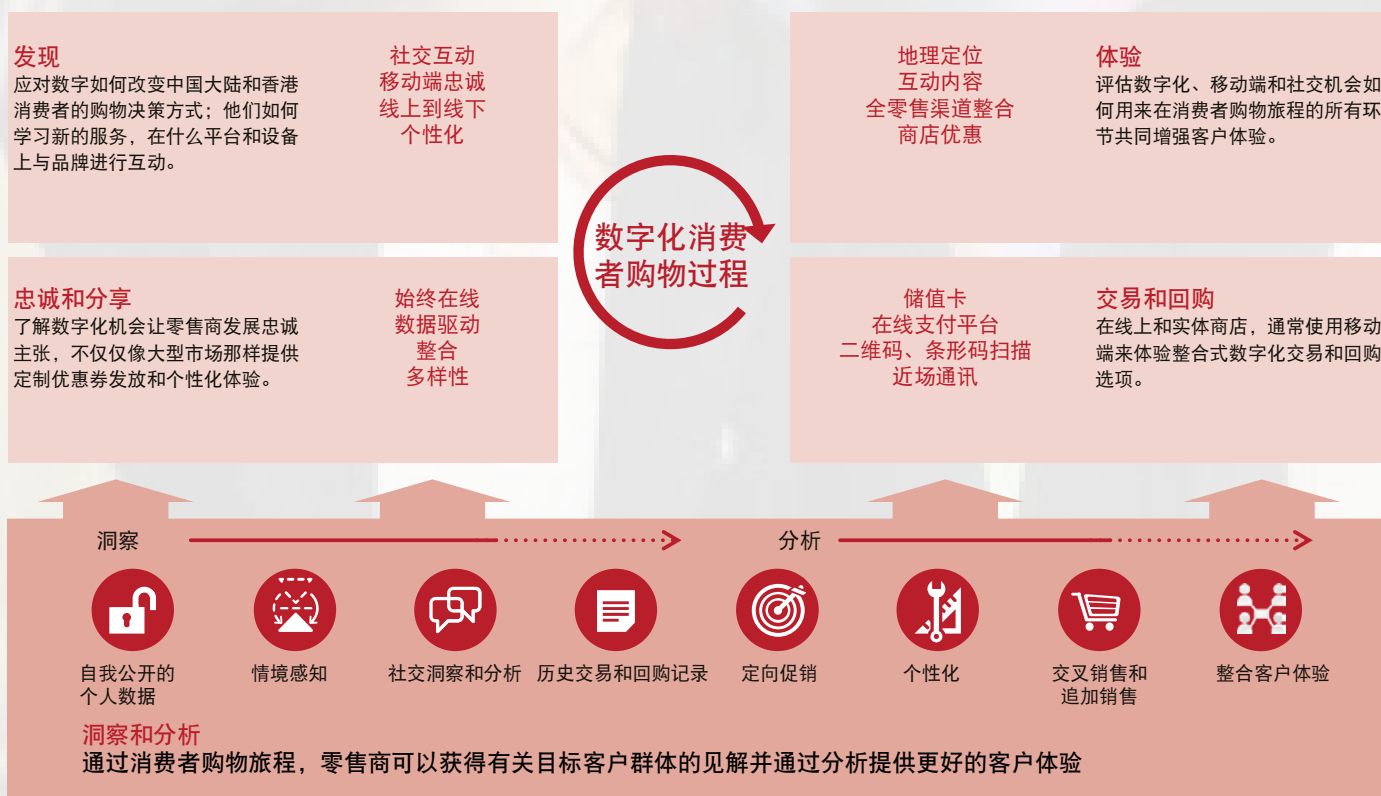 发现
应对数字如何改变中国大陆和香港
消费者的购物决策方式；他们如何
学习新的服务，在什么平台和设备
上与品牌进行互动。
社交互动
移动端忠诚
线上到线下
个性化
地理定位
互动内容
全零售渠道整合
商店优惠
体验
评估数字化、移动端和社交机会如
何用来在消费者购物旅程的所有环
节共同增强客户体验。
数字化消费
者购物过程
忠诚和分享
了解数字化机会让零售商发展忠诚
主张，不仅仅像大型市场那样提供
定制优惠券发放和个性化体验。
始终在线
数据驱动
整合
多样性
储值卡
在线支付平台
二维码、条形码扫描
近场通讯
交易和回购
在线上和实体商店，通常使用移动
端来体验整合式数字化交易和回购
选项。
洞察
分析
自我公开的
个人数据
情境感知
社交洞察和分析
历史交易和回购记录
定向促销
个性化
交叉销售和
追加销售
整合客户体验
洞察和分析
通过消费者购物旅程，零售商可以获得有关目标客户群体的见解并通过分析提供更好的客户体验